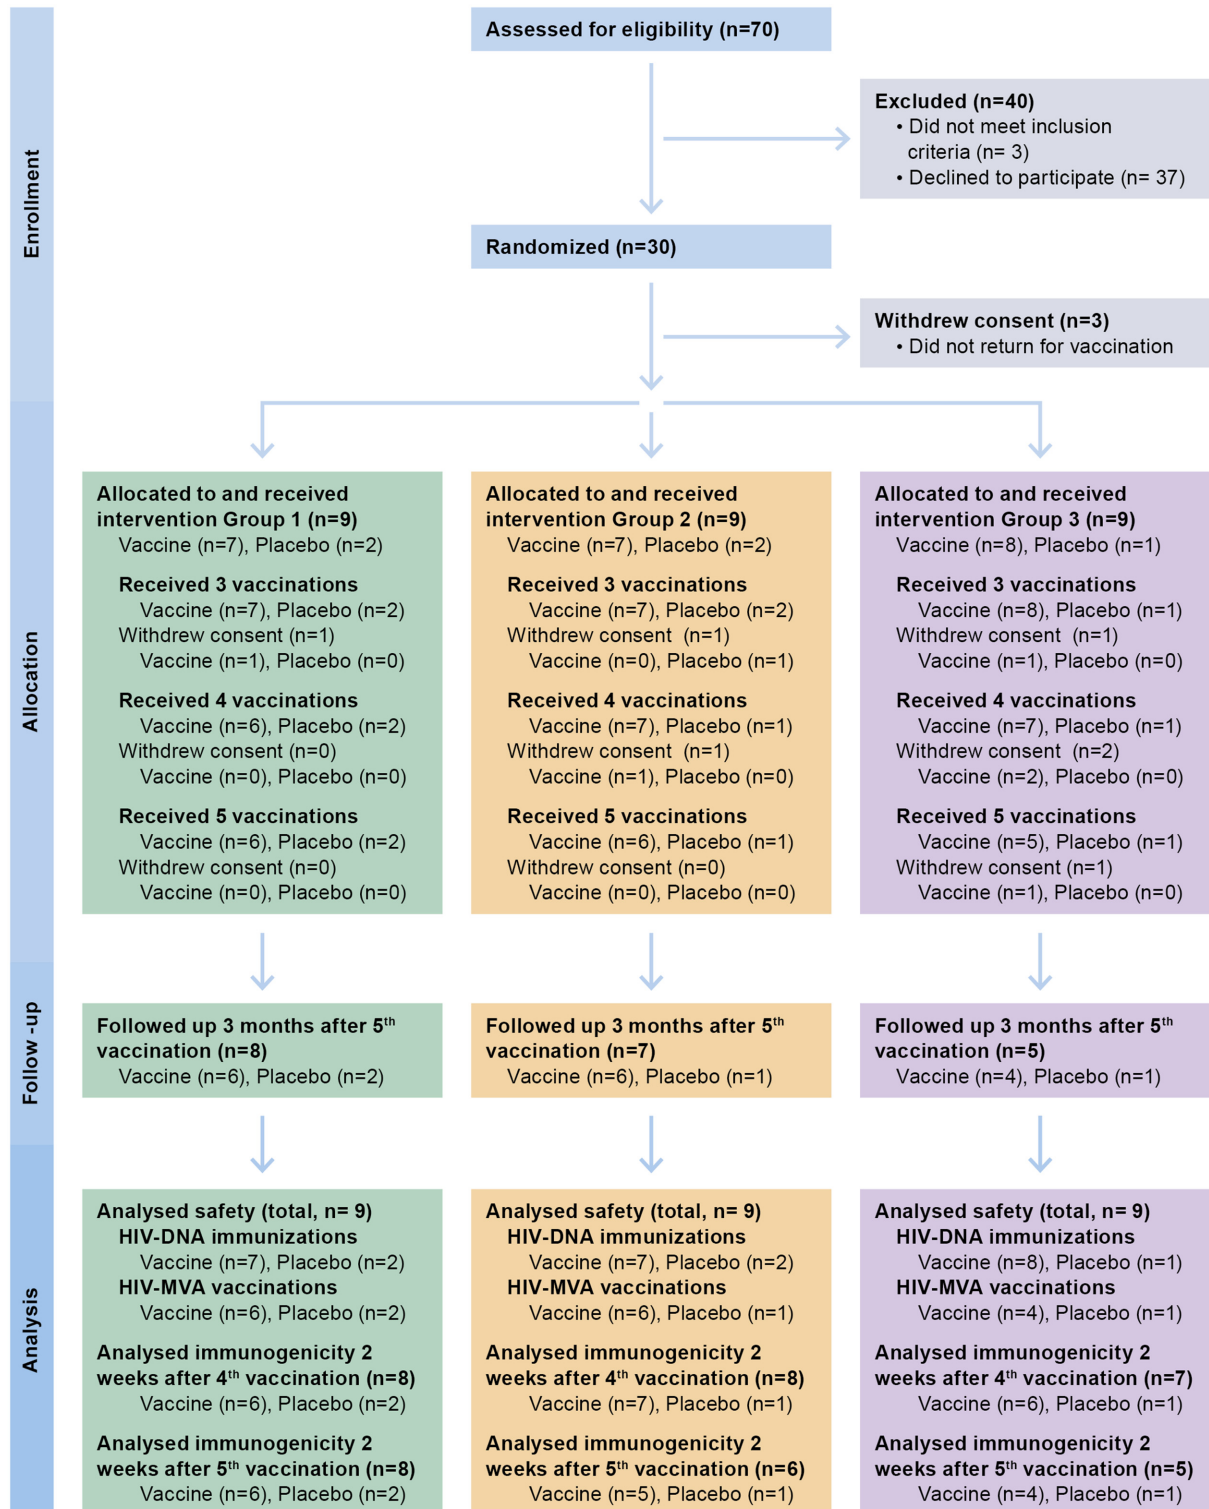 Assessed for eligibility (n=70)
Excluded (n=40)
• Did not meet inclusion
criteria (n= 3)
• Declined to participate (n= 37)
Enrollment
Randomized (n=30)
Withdrew consent (n=3)
• Did not return for vaccination
Allocation
Allocated to and received
intervention Group 1 (n=9)
Vaccine (n=7), Placebo (n=2)
Received 3 vaccinations
Vaccine (n=7), Placebo (n=2)
Withdrew consent (n=1)
Vaccine (n=1), Placebo (n=0)
Received 4 vaccinations
Vaccine (n=6), Placebo (n=2)
Withdrew consent (n=0)
Vaccine (n=0), Placebo (n=0)
Received 5 vaccinations
Vaccine (n=6), Placebo (n=2)
Withdrew consent (n=0)
Vaccine (n=0), Placebo (n=0)
Allocated to and received
intervention Group 2 (n=9)
Vaccine (n=7), Placebo (n=2)
Received 3 vaccinations
Vaccine (n=7), Placebo (n=2)
Withdrew consent (n=1)
Vaccine (n=0), Placebo (n=1)
Received 4 vaccinations
Vaccine (n=7), Placebo (n=1)
Withdrew consent (n=1)
Vaccine (n=1), Placebo (n=0)
Received 5 vaccinations
Vaccine (n=6), Placebo (n=1)
Withdrew consent (n=0)
Vaccine (n=0), Placebo (n=0)
Allocated to and received
intervention Group 3 (n=9)
Vaccine (n=8), Placebo (n=1)
Received 3 vaccinations
Vaccine (n=8), Placebo (n=1)
Withdrew consent (n=1)
Vaccine (n=1), Placebo (n=0)
Received 4 vaccinations
Vaccine (n=7), Placebo (n=1)
Withdrew consent (n=2)
Vaccine (n=2), Placebo (n=0)
Received 5 vaccinations
Vaccine (n=5), Placebo (n=1)
Withdrew consent (n=1)
Vaccine (n=1), Placebo (n=0)
Follow -up
Followed up 3 months after 5th
vaccination (n=8)
Vaccine (n=6), Placebo (n=2)
Followed up 3 months after 5th
vaccination (n=7)
Vaccine (n=6), Placebo (n=1)
Followed up 3 months after 5th
vaccination (n=5)
Vaccine (n=4), Placebo (n=1)
Analysis
Analysed safety (total, n= 9)
HIV-DNA immunizations
Vaccine (n=7), Placebo (n=2)
HIV-MVA vaccinations
Vaccine (n=6), Placebo (n=2)
Analysed immunogenicity 2
weeks after 4th vaccination (n=8)
Vaccine (n=6), Placebo (n=2)
Analysed immunogenicity 2
weeks after 5th vaccination (n=8)
Vaccine (n=6), Placebo (n=2)
Analysed safety (total, n= 9)
HIV-DNA immunizations
Vaccine (n=7), Placebo (n=2)
HIV-MVA vaccinations
Vaccine (n=6), Placebo (n=1)
Analysed immunogenicity 2
weeks after 4th vaccination (n=8)
Vaccine (n=7), Placebo (n=1)
Analysed immunogenicity 2
weeks after 5th vaccination (n=6)
Vaccine (n=5), Placebo (n=1)
Analysed safety (total, n= 9)
HIV-DNA immunizations
Vaccine (n=8), Placebo (n=1)
HIV-MVA vaccinations
Vaccine (n=4), Placebo (n=1)
Analysed immunogenicity 2
weeks after 4th vaccination (n=7)
Vaccine (n=6), Placebo (n=1)
Analysed immunogenicity 2
weeks after 5th vaccination (n=5)
Vaccine (n=4), Placebo (n=1)